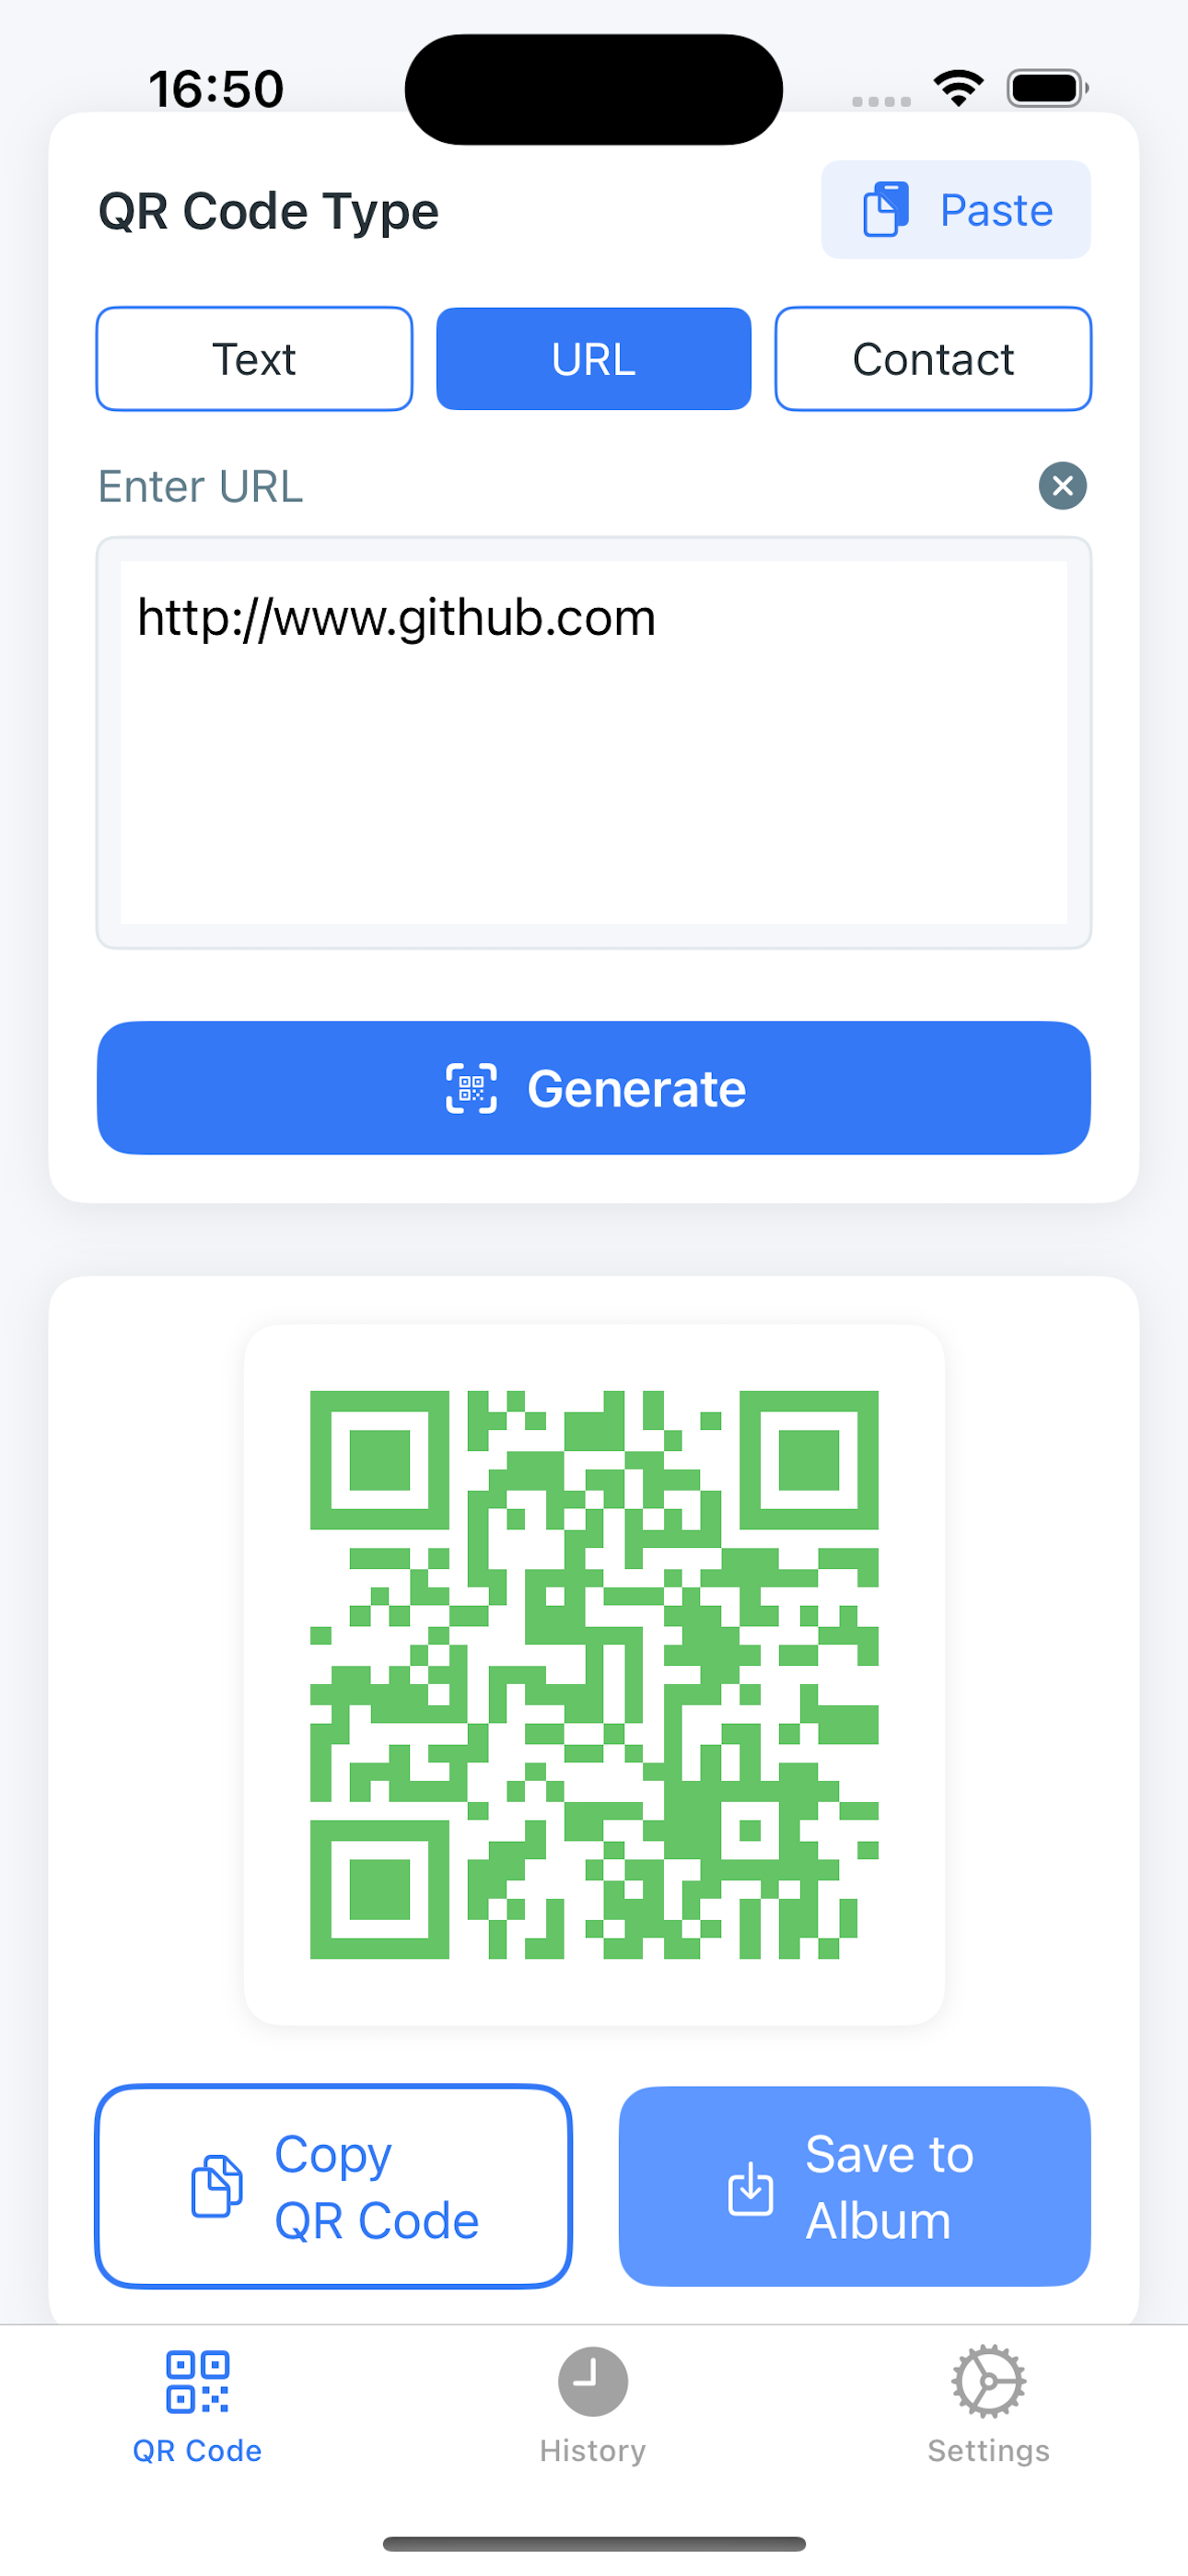 16:50
QR Code Type
Paste
Text
URL
Contact
Enter URL
http://www.github.com
Generate
Copy
QR Code
Save to
Album
QR Code
History
Settings